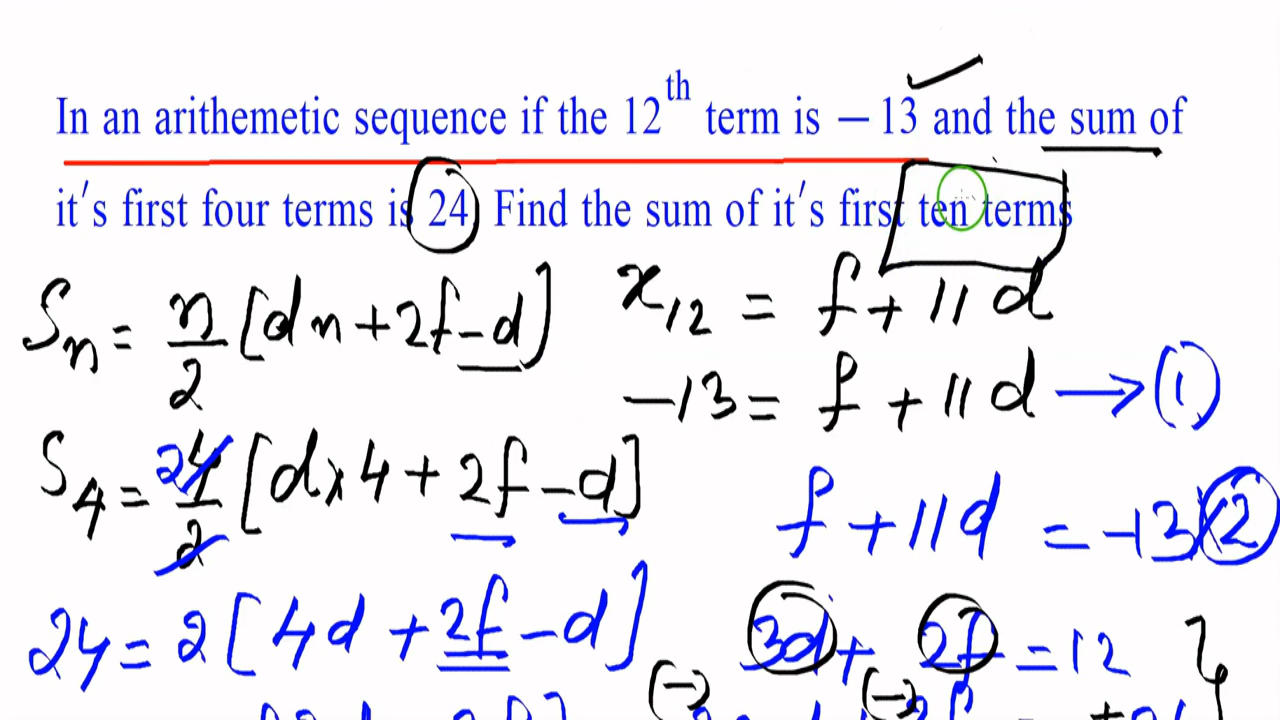 In an arithemetic sequence if the 12th term is – 13 and the sum of
it's first four terms is 24 Find the sum of it's first ten terms
Sn = n/2 [dn + 2f - d]
x12 = f + 11d
-13 = f + 11d → (1)
S4 = 4/2 [d×4 + 2f - d]
f + 11d = -13 × 2
24 = 2 [4d + 2f - d]
3d + 2f = 12
(-) (-)